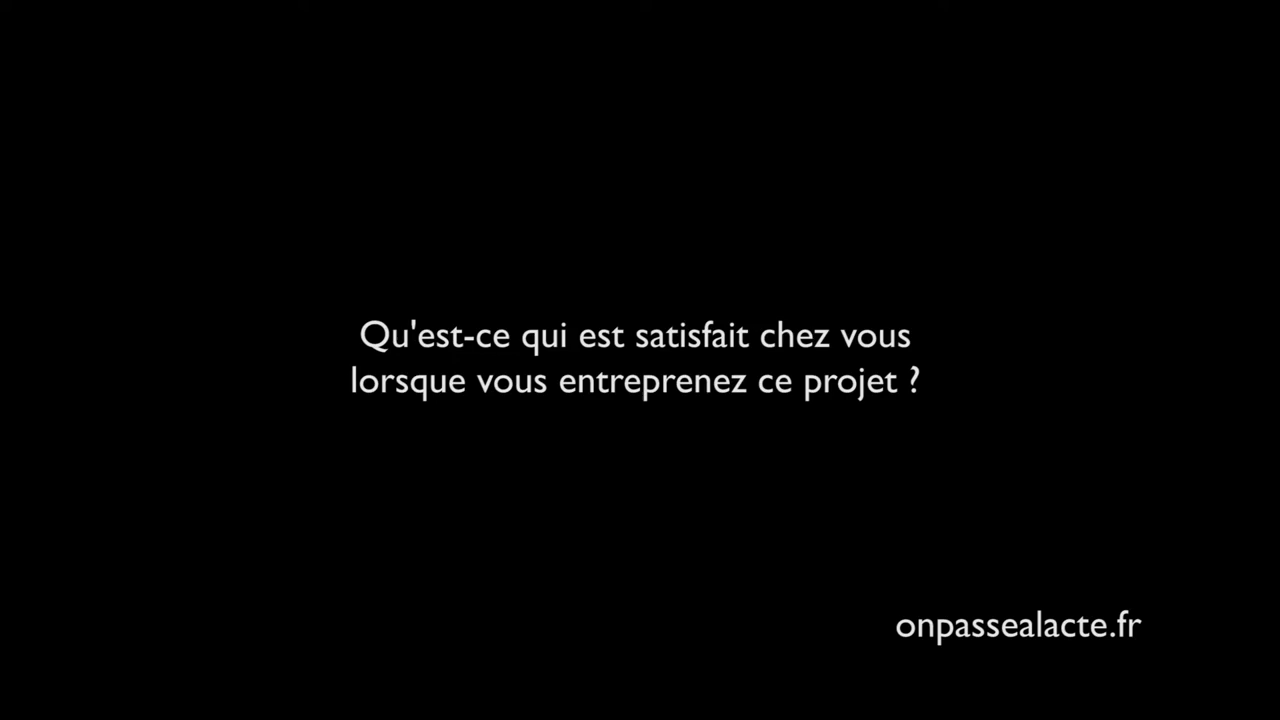 Qu'est-ce qui est satisfait chez vous
lorsque vous entreprenez ce projet ?
onpassealacte.fr